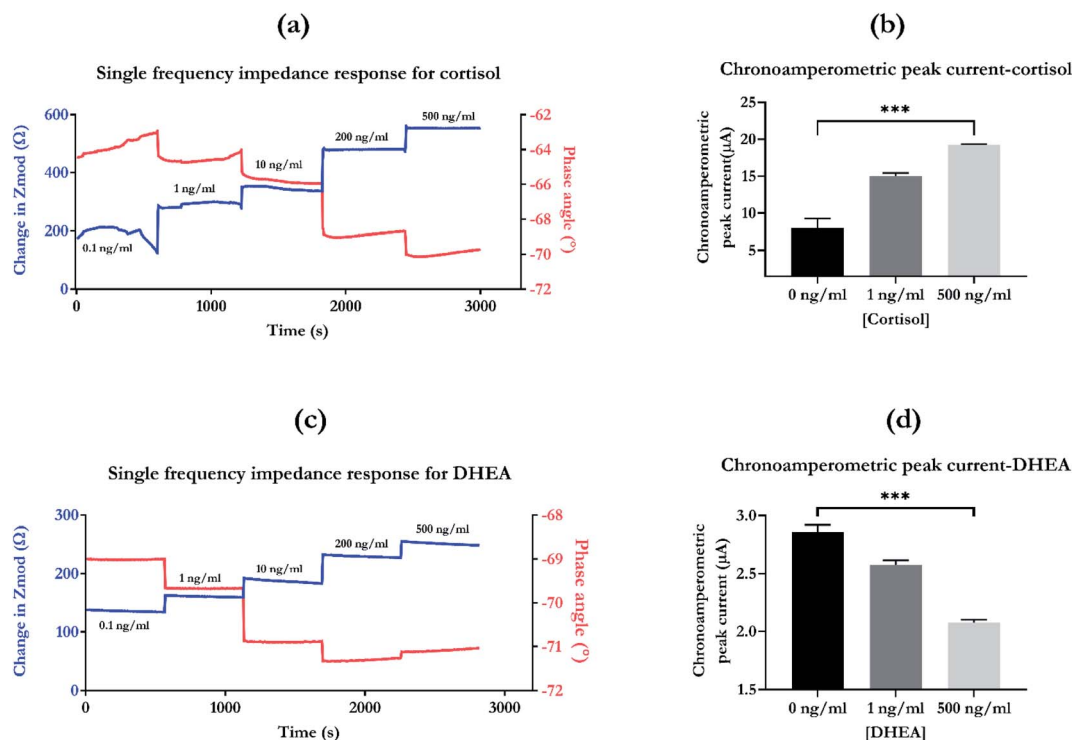 (a)
Single frequency impedance response for cortisol
Change in Zmod (Ω)
600
400
200
0
0.1 ng/ml
1 ng/ml
10 ng/ml
200 ng/ml
500 ng/ml
-62
-64
-66
-68
-70
-72
Phase angle (°)
0
1000
2000
3000
Time (s)
(b)
Chronoamperometric peak current-cortisol
Chronoamperometric
peak current(µA)
25
20
15
10
5
***
0 ng/ml
1 ng/ml
500 ng/ml
[Cortisol]
(c)
Single frequency impedance response for DHEA
Change in Zmod (Ω)
300
200
100
0
0.1 ng/ml
1 ng/ml
10 ng/ml
200 ng/ml
500 ng/ml
-68
-69
-70
-71
-72
Phase angle (°)
0
1000
2000
3000
Time (s)
(d)
Chronoamperometric peak current-DHEA
Chronoamperometric
peak current (µA)
3.0
2.5
2.0
1.5
***
0 ng/ml
1 ng/ml
500 ng/ml
[DHEA]